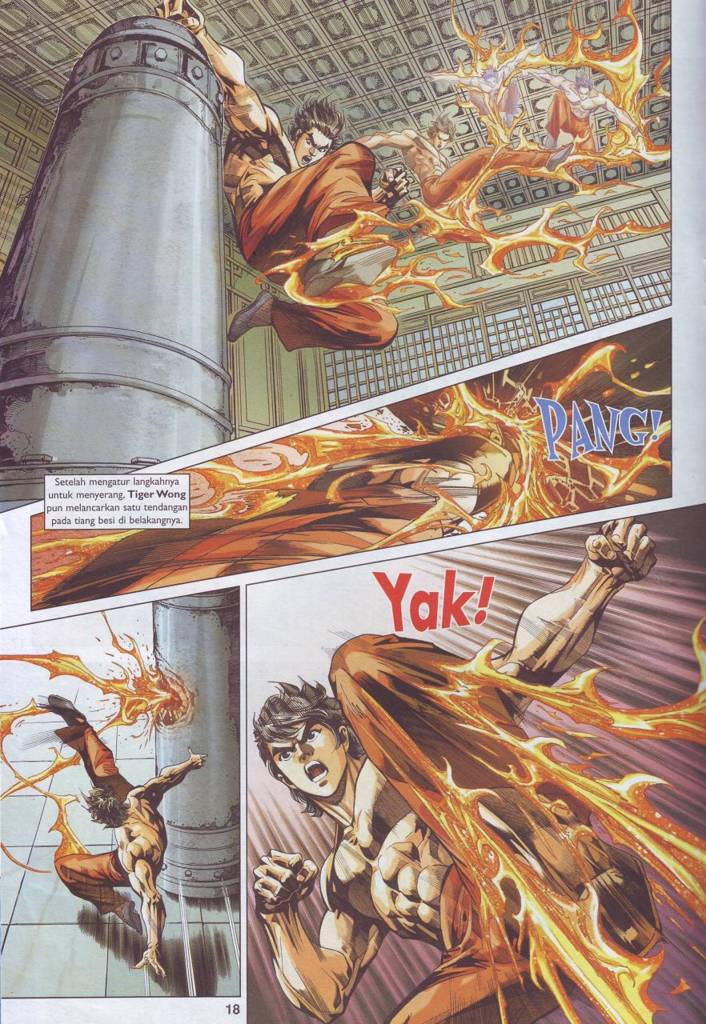 PANG!
Setelah mengatur langkahnya
untuk menyerang, Tiger Wong
pun melancarkan satu tendangan
pada tiang besi di belakangnya.
Yak!
18